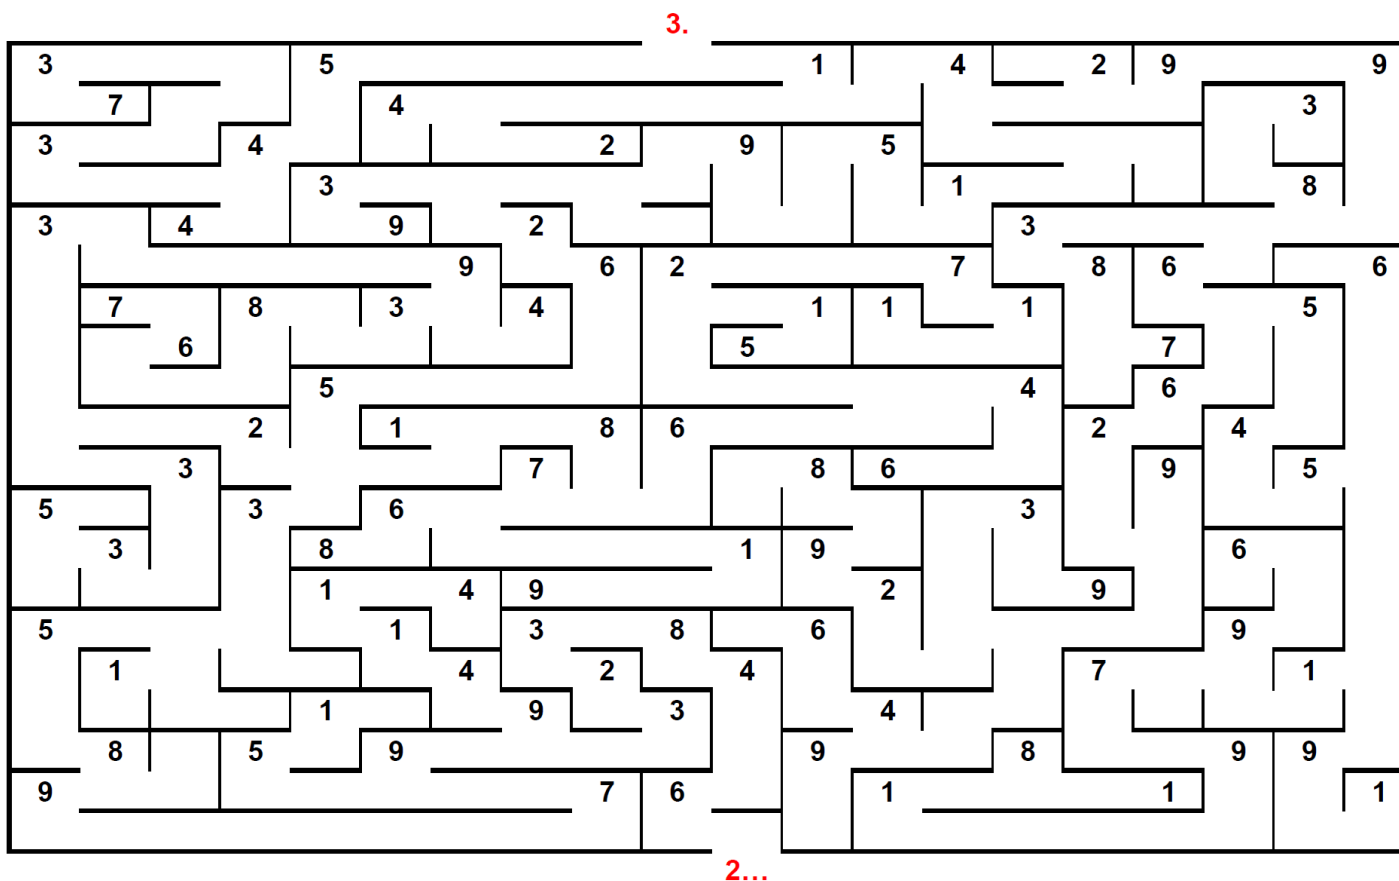 3.
3 5 1 4 2 9 9
7 4 3
3 4 2 9 5
3 1 8
3 4 9 2 3
9 6 2 7 8 6 6
7 8 3 4 1 1 1 5
6 5 7
5 4 6
2 1 8 6 2 4
3 7 8 6 9 5
5 3 6 3
3 8 1 9 6
1 4 9 2 9
5 1 3 8 6 9
1 4 2 4 7 1
1 9 3 4
8 5 9 9 8 9 9
9 7 6 1 1 1
2...